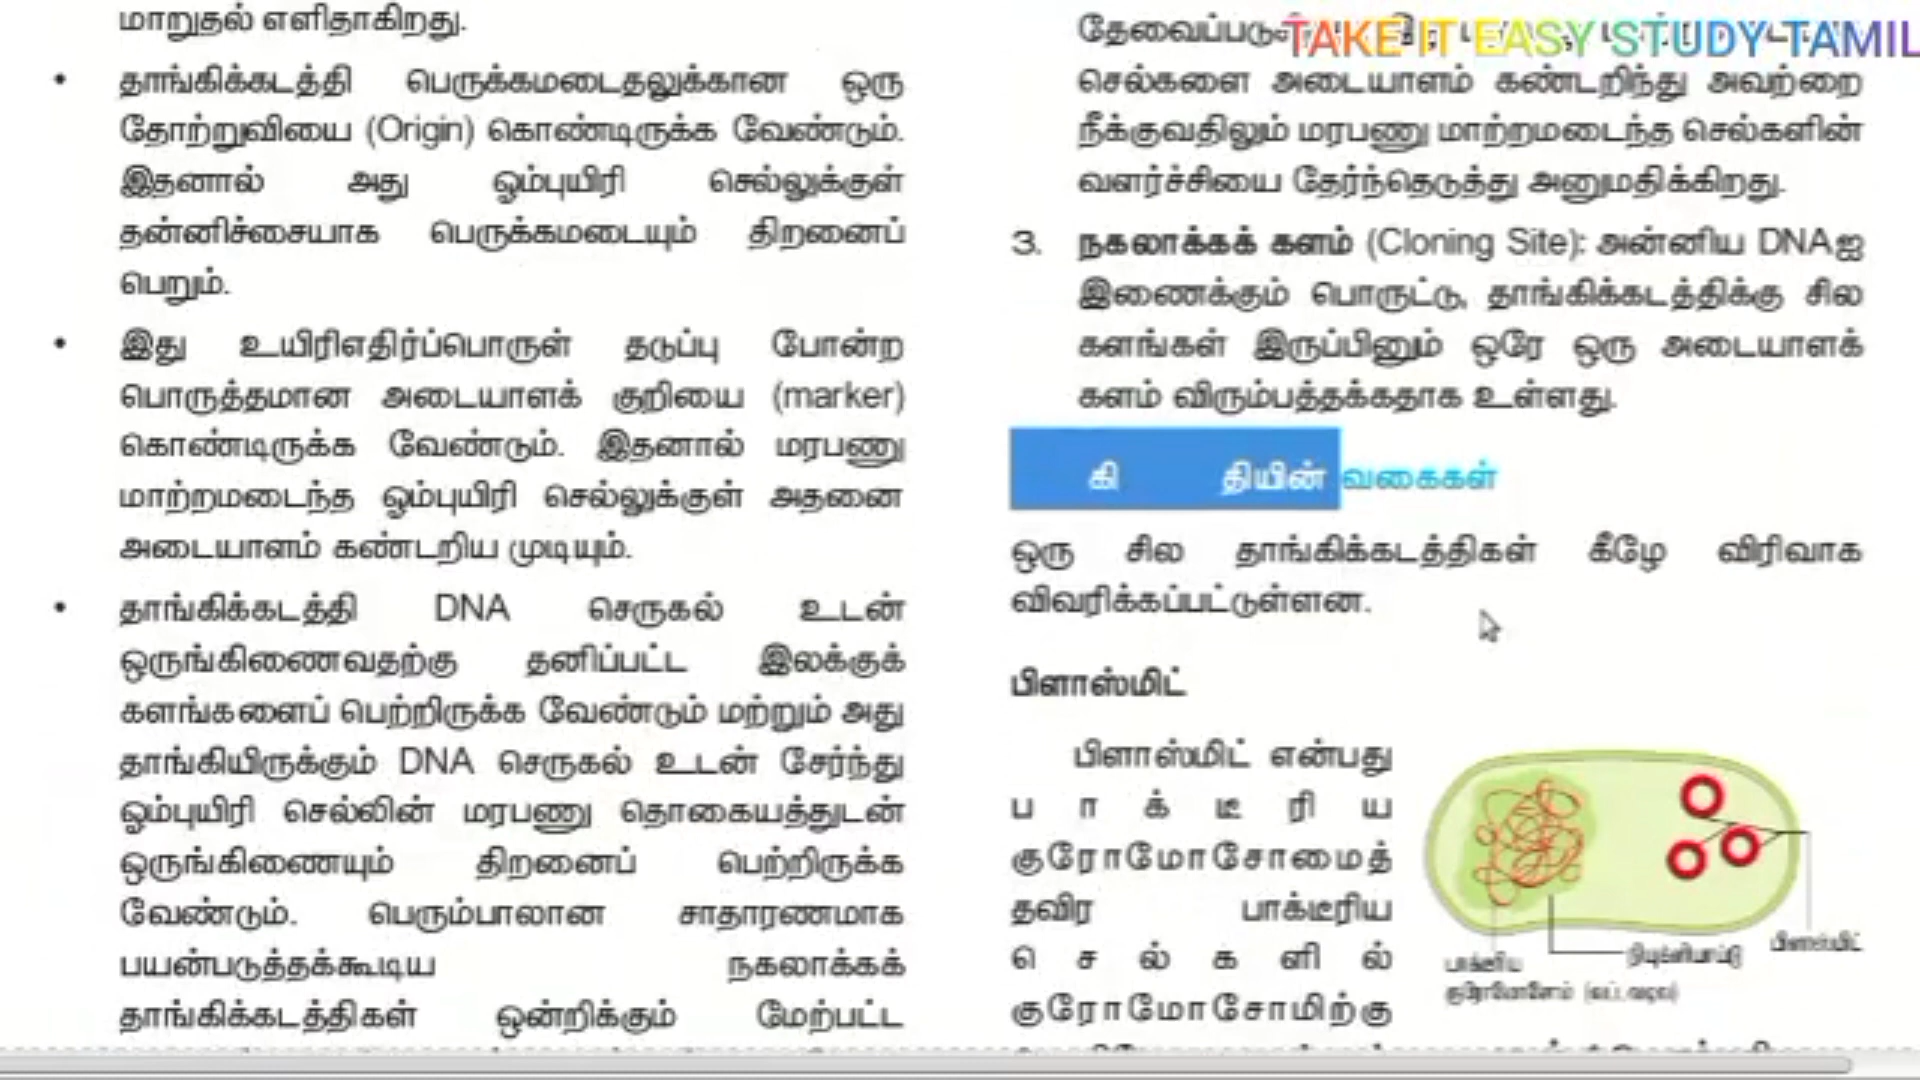 மாறுதல் எளிதாகிறது.
• தாங்கிக்கடத்தி பெருக்கமடைதலுக்கான ஒரு
தோற்றுவியை (Origin) கொண்டிருக்க வேண்டும்.
இதனால் அது ஓம்புயிரி செல்லுக்குள்
தன்னிச்சையாக பெருக்கமடையும் திறனைப்
பெறும்.
• இது உயிரிஎதிர்ப்பொருள் தடுப்பு போன்ற
பொருத்தமான அடையாளக் குறியை (marker)
கொண்டிருக்க வேண்டும். இதனால் மரபணு
மாற்றமடைந்த ஓம்புயிரி செல்லுக்குள் அதனை
அடையாளம் கண்டறிய முடியும்.
• தாங்கிக்கடத்தி DNA செருகல் உடன்
ஒருங்கிணைவதற்கு தனிப்பட்ட இலக்குக்
களங்களைப் பெற்றிருக்க வேண்டும் மற்றும் அது
தாங்கியிருக்கும் DNA செருகல் உடன் சேர்ந்து
ஓம்புயிரி செல்லின் மரபணு தொகையத்துடன்
ஒருங்கிணையும் திறனைப் பெற்றிருக்க
வேண்டும். பெரும்பாலான சாதாரணமாக
பயன்படுத்தக்கூடிய நகலாக்கக்
தாங்கிக்கடத்திகள் ஒன்றிக்கும் மேற்பட்ட
TAKE IT EASY STUDY TAMIL
செல்களை அடையாளம் கண்டறிந்து அவற்றை
நீக்குவதிலும் மரபணு மாற்றமடைந்த செல்களின்
வளர்ச்சியை தேர்ந்தெடுத்து அனுமதிக்கிறது.
3. நகலாக்கக் களம் (Cloning Site): அன்னிய DNAஐ
இணைக்கும் பொருட்டு, தாங்கிக்கடத்திக்கு சில
களங்கள் இருப்பினும் ஒரே ஒரு அடையாளக்
களம் விரும்பத்தக்கதாக உள்ளது.
கி தியின் வகைகள்
ஒரு சில தாங்கிக்கடத்திகள் கீழே விரிவாக
விவரிக்கப்பட்டுள்ளன.
பிளாஸ்மிட்
பிளாஸ்மிட் என்பது
பாக்டீரிய
குரோமோசோமைத்
தவிர பாக்டீரிய
செல்களில்
குரோமோசோமிற்கு
பிளாஸ்மிட்